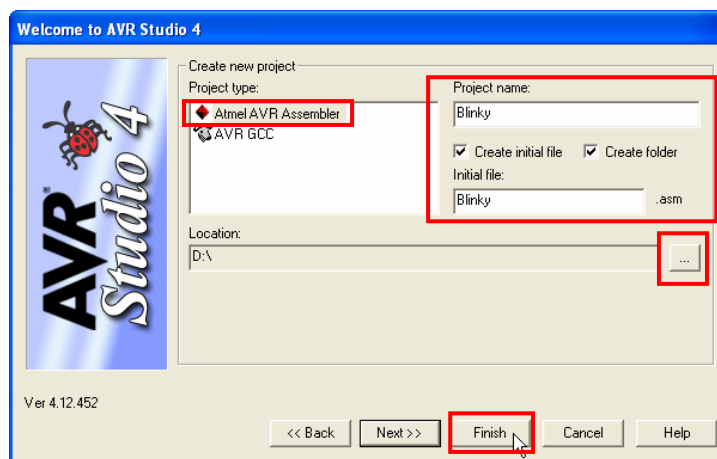 Welcome to AVR Studio 4
Create new project
Project type:
Atmel AVR Assembler
AVR GCC
Project name:
Blinky
Create initial file
Create folder
Initial file:
Blinky
.asm
Location:
D:\
...
AVR
Studio 4
Ver 4.12.452
<< Back
Next >>
Finish
Cancel
Help